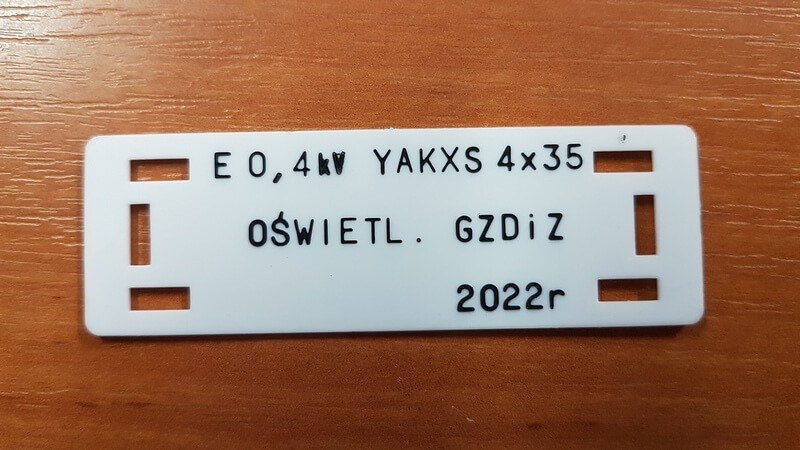 E 0,4kV YAKXS 4x35
OŚWIETL. GZDiZ
2022r